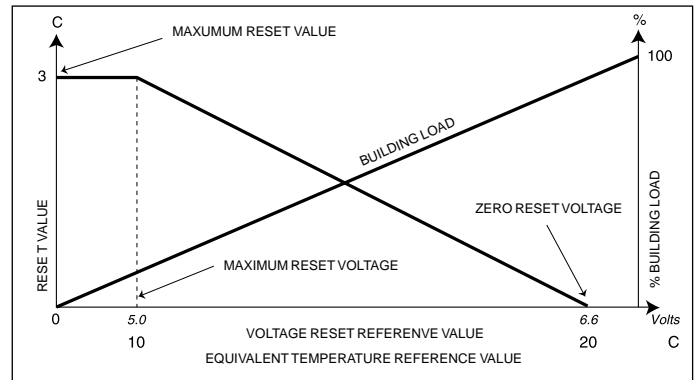 C
%
MAXUMUM RESET VALUE
3
100
BUILDING LOAD
ZERO RESET VOLTAGE
RESE T VALUE
% BUILDING LOAD
MAXIMUM RESET VOLTAGE
0 5.0 6.6 Volts
VOLTAGE RESET REFERENVE VALUE
10 20 C
EQUIVALENT TEMPERATURE REFERENCE VALUE